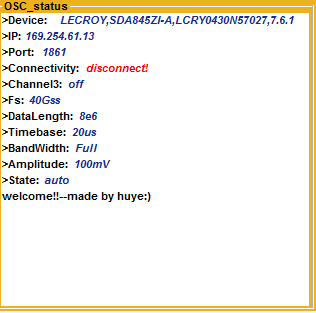 OSC_status
>Device: LECROY,SDA845ZI-A,LCRY0430N57027,7.6.1
>IP: 169.254.61.13
>Port: 1861
>Connectivity: disconnect!
>Channel3: off
>Fs: 40Gss
>DataLength: 8e6
>Timebase: 20us
>BandWidth: Full
>Amplitude: 100mV
>State: auto
welcome!!--made by huye:)